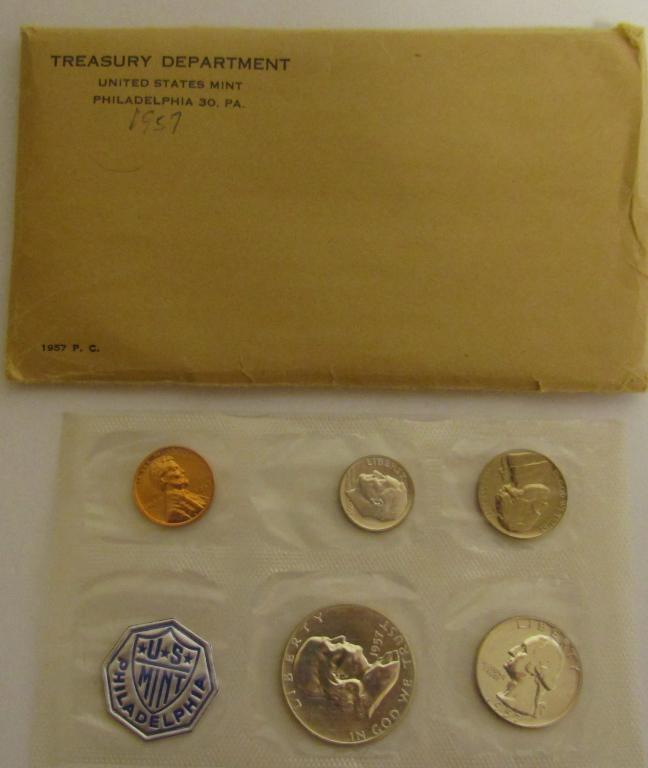 TREASURY DEPARTMENT
UNITED STATES MINT
PHILADELPHIA 30, PA.
1957
1957 P. C.
LIBERTY
U·S
MINT
PHILADELPHIA
LIBERTY
1957
IN GOD WE TRUST
LIBERTY